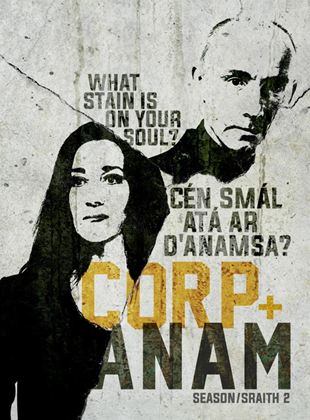 WHAT
STAIN IS
ON YOUR
SOUL?
CÉN SMÁL
ATÁ AR
D'ANAMSA?
CORP+
ANAM
SEASON/SRAITH 2